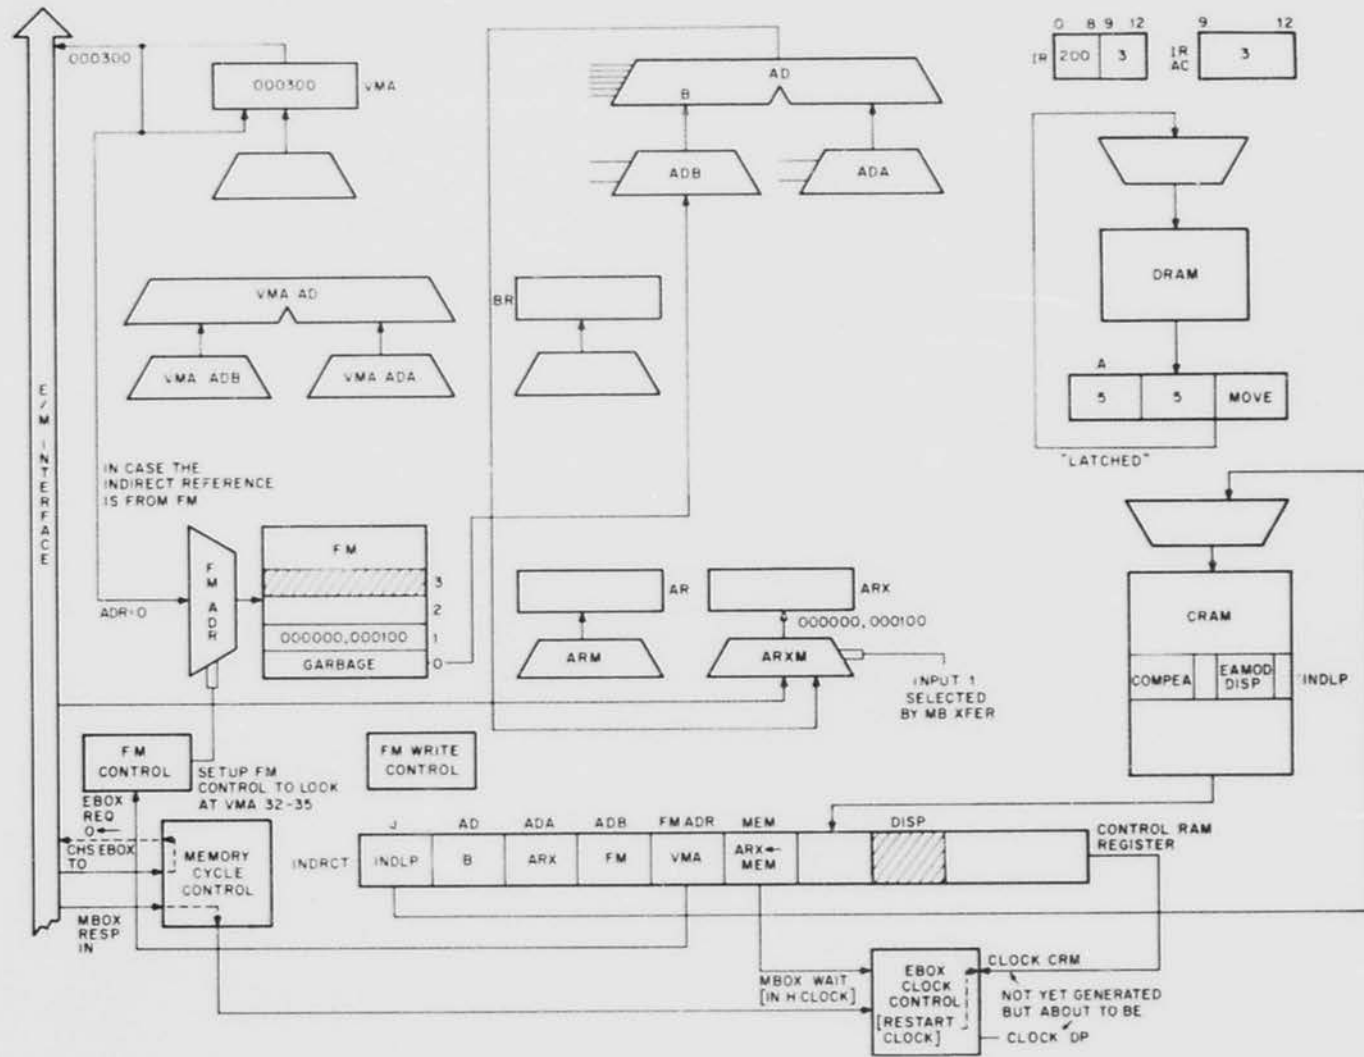 000300
000300
VMA
VMA AD
VMA ADB
VMA ADA
E/M INTERFACE
AD
B
ADB
ADA
BR
0 8 9 12
IR
200
3
9 12
IR
AC
3
DRAM
A
5
5
MOVE
"LATCHED"
IN CASE THE
INDIRECT REFERENCE
IS FROM FM
FM ADR
ADR=0
FM
3
2
000000,000100
1
GARBAGE
0
AR
ARM
ARX
000000,000100
ARXM
INPUT 1
SELECTED
BY MB XFER
CRAM
COMPEA
EAMOD
DISP
INDLP
FM
CONTROL
SETUP FM
CONTROL TO LOOK
AT VMA 32-35
FM WRITE
CONTROL
EBOX
REQ
0
CHSEBOX
TO
MEMORY
CYCLE
CONTROL
MBOX
RESP
IN
J
AD
ADA
ADB
FM ADR
MEM
DISP
INDRCT
INDLP
B
ARX
FM
VMA
ARX←
MEM
CONTROL RAM
REGISTER
MBOX WAIT
[IN H CLOCK]
EBOX
CLOCK
CONTROL
[RESTART
CLOCK]
CLOCK CRM
NOT YET GENERATED
BUT ABOUT TO BE
CLOCK DP